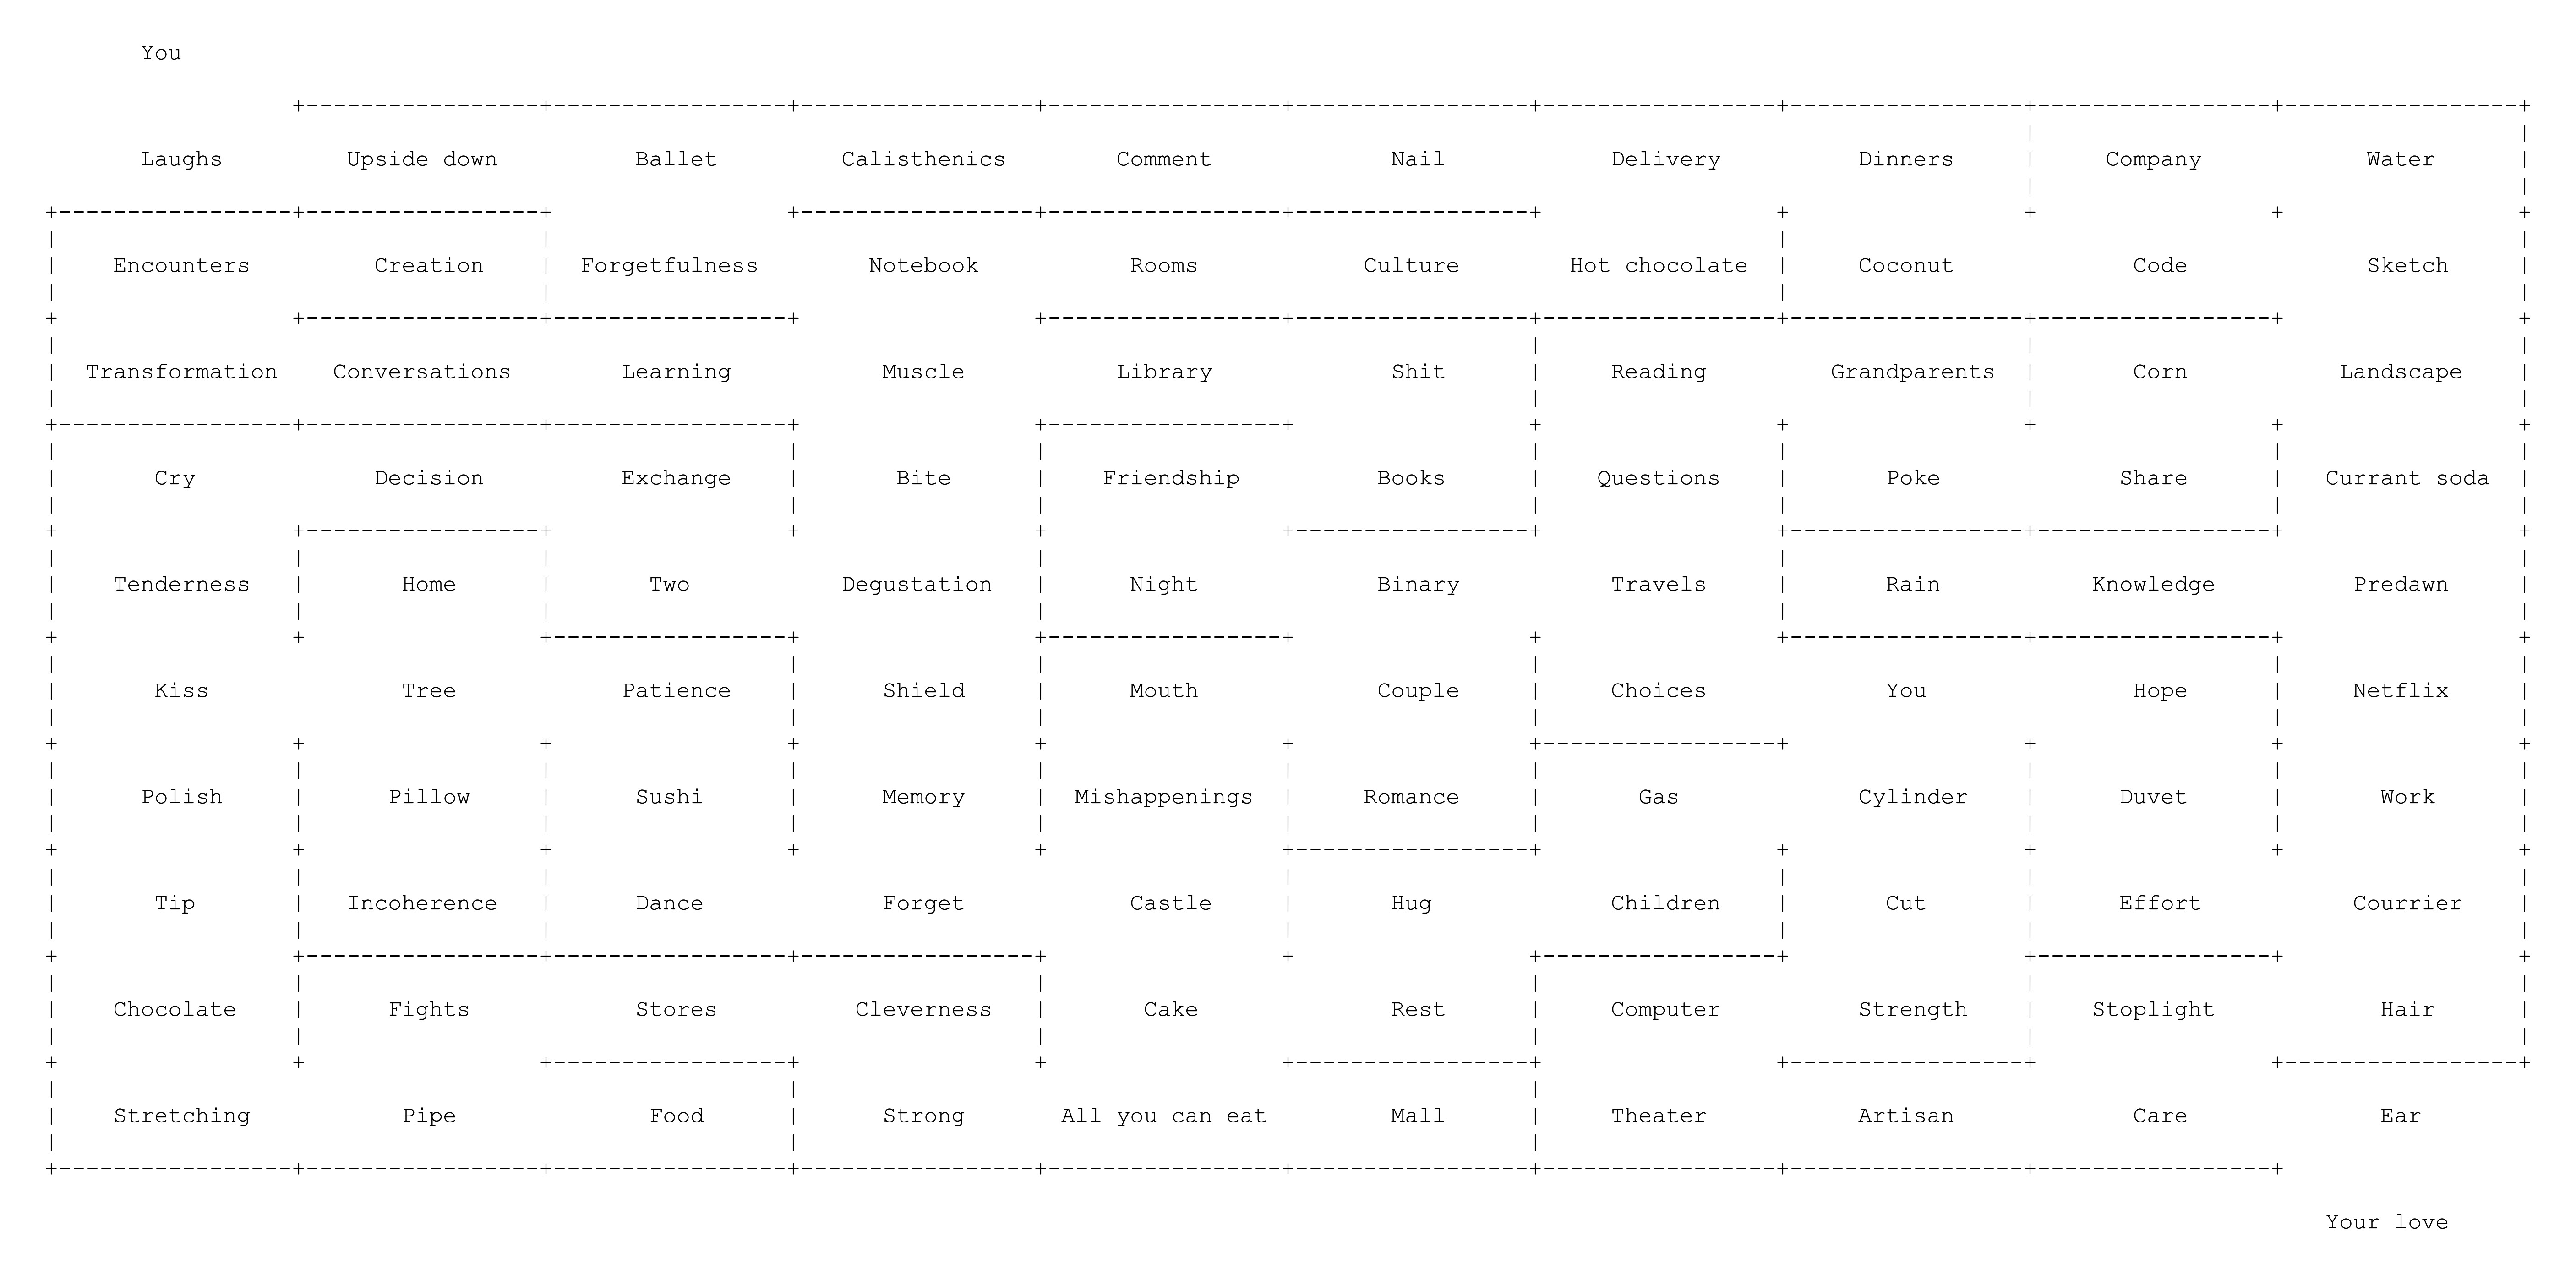 You
Laughs Upside down Ballet Calisthenics Comment Nail Delivery Dinners Company Water
Encounters Creation Forgetfulness Notebook Rooms Culture Hot chocolate Coconut Code Sketch
Transformation Conversations Learning Muscle Library Shit Reading Grandparents Corn Landscape
Cry Decision Exchange Bite Friendship Books Questions Poke Share Currant soda
Tenderness Home Two Degustation Night Binary Travels Rain Knowledge Predawn
Kiss Tree Patience Shield Mouth Couple Choices You Hope Netflix
Polish Pillow Sushi Memory Mishappenings Romance Gas Cylinder Duvet Work
Tip Incoherence Dance Forget Castle Hug Children Cut Effort Courrier
Chocolate Fights Stores Cleverness Cake Rest Computer Strength Stoplight Hair
Stretching Pipe Food Strong All you can eat Mall Theater Artisan Care Ear
Your love